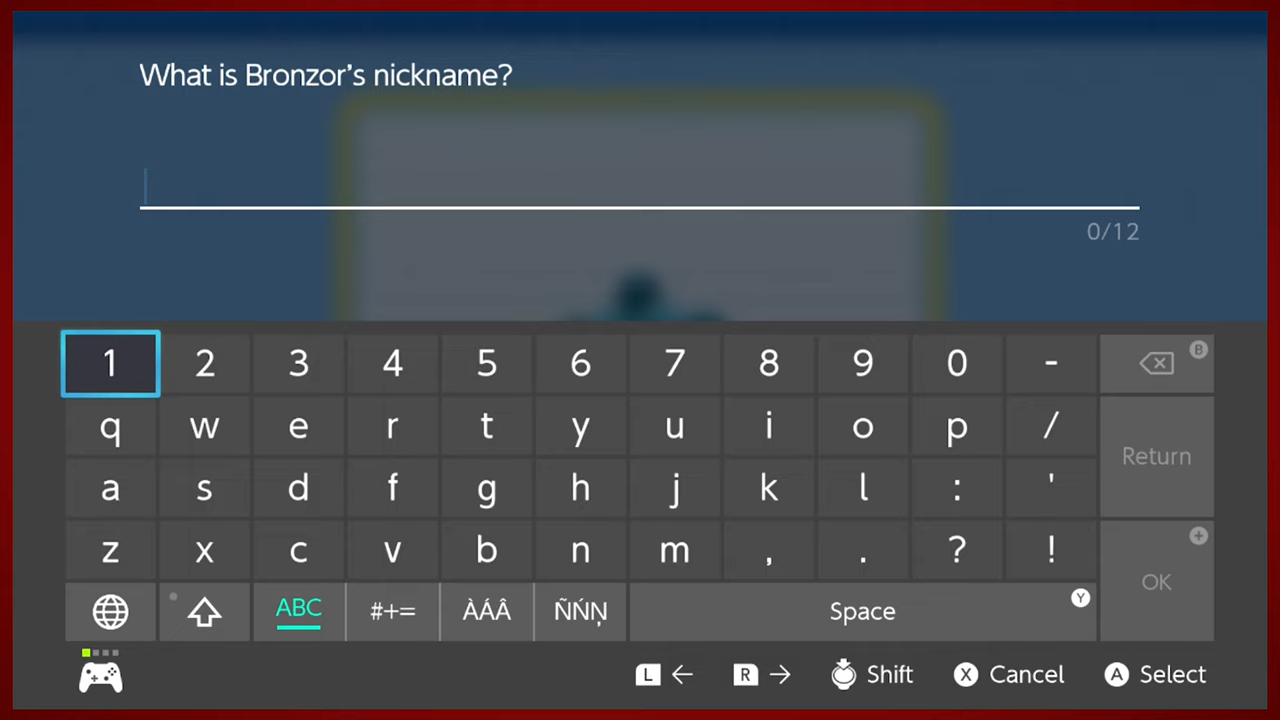 What is Bronzor's nickname?
0/12
1 2 3 4 5 6 7 8 9 0 - B
q w e r t y u i o p / Return
a s d f g h j k l : '
z x c v b n m , . ? ! + OK
ABC #+= ÀÁÂ ÑŃŅ Space Y
L ← R → Shift X Cancel A Select